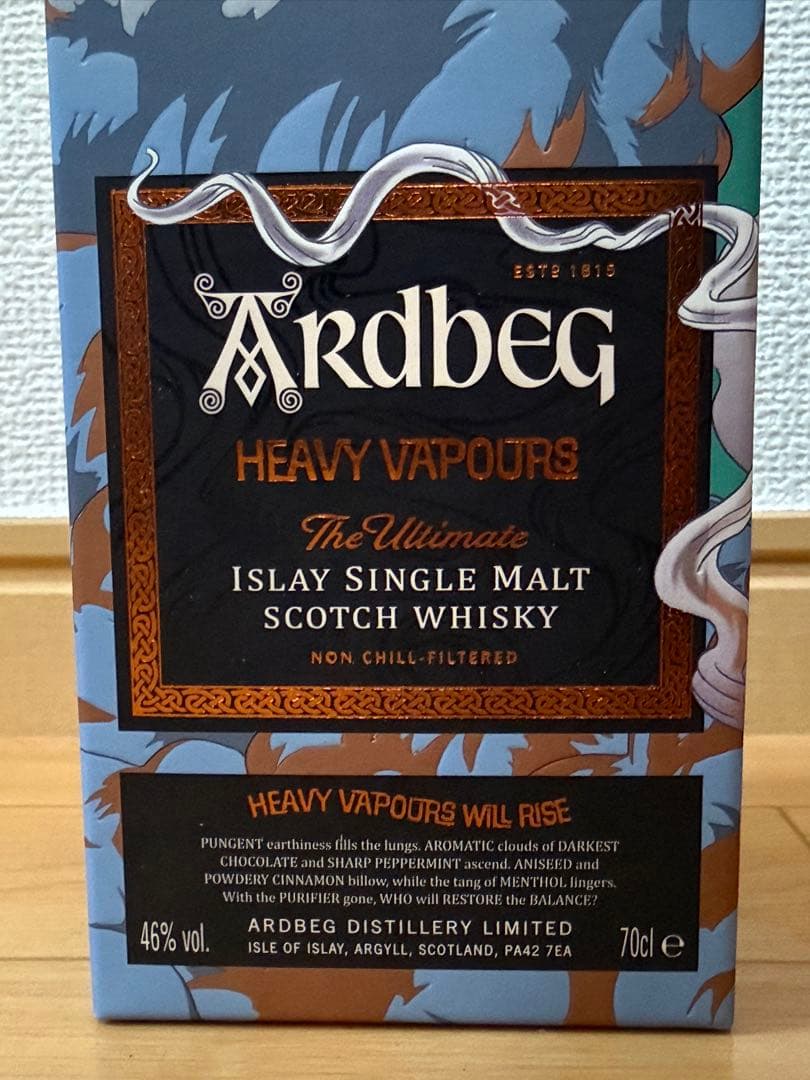 ESTD 1815
ARDBEG
HEAVY VAPOURS
The Ultimate
ISLAY SINGLE MALT
SCOTCH WHISKY
NON CHILL-FILTERED
HEAVY VAPOURS WILL RISE
PUNGENT earthiness fills the lungs. AROMATIC clouds of DARKEST
CHOCOLATE and SHARP PEPPERMINT ascend. ANISEED and
POWDERY CINNAMON billow, while the tang of MENTHOL lingers.
With the PURIFIER gone, WHO will RESTORE the BALANCE?
46% vol.
ARDBEG DISTILLERY LIMITED
ISLE OF ISLAY, ARGYLL, SCOTLAND, PA42 7EA
70cl ℮